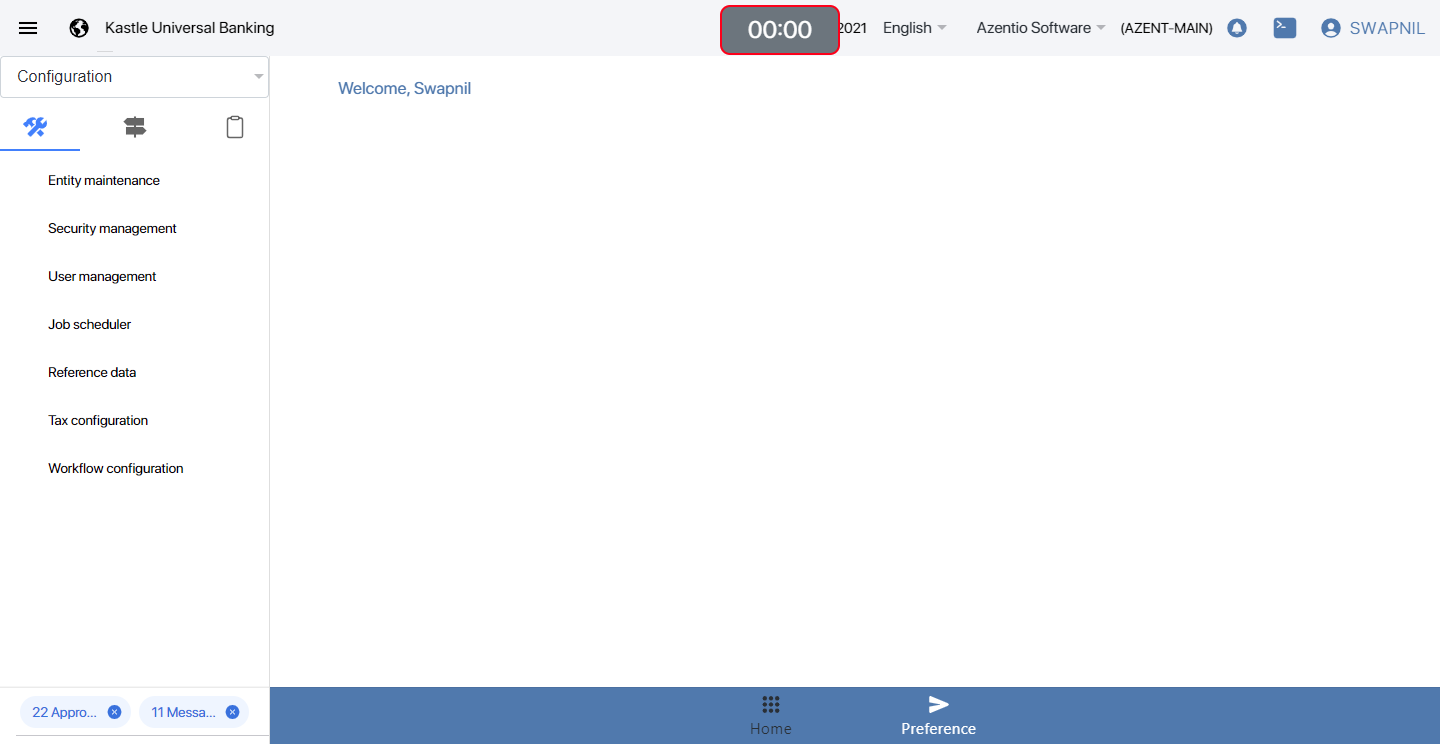 Kastle Universal Banking
00:00
2021
English
Azentio Software
(AZENT-MAIN)
SWAPNIL
Configuration
Welcome, Swapnil
Entity maintenance
Security management
User management
Job scheduler
Reference data
Tax configuration
Workflow configuration
22 Appro...
11 Messa...
Home
Preference